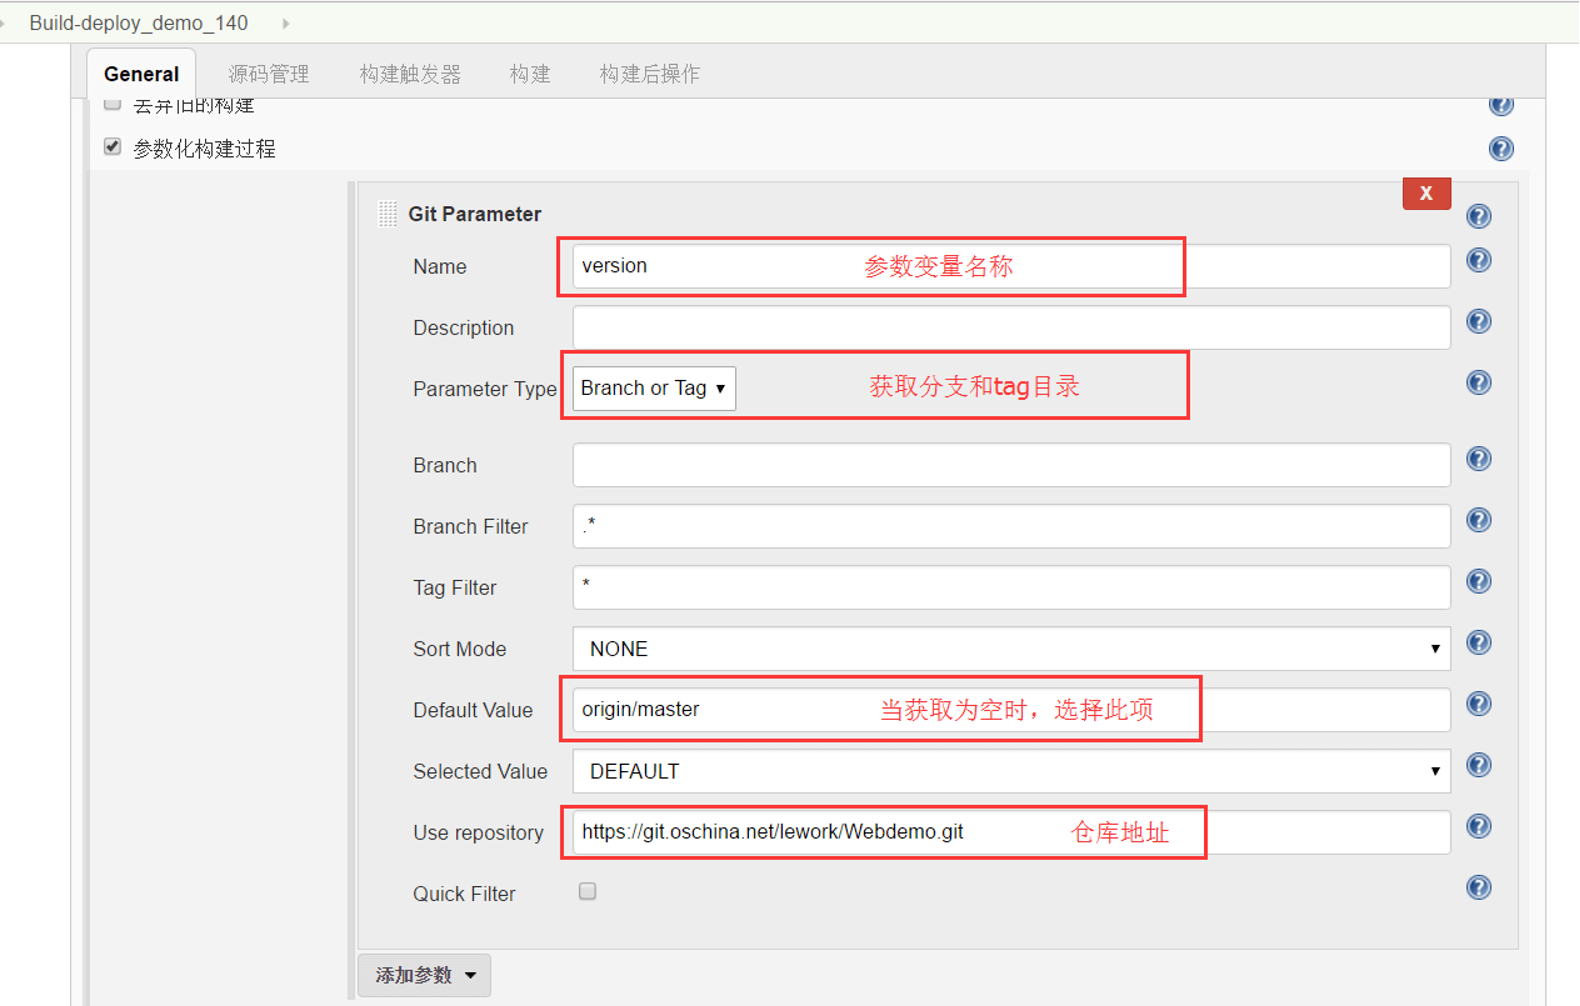 Build-deploy_demo_140
General 源码管理 构建触发器 构建 构建后操作
丢弃旧的构建
参数化构建过程
X
Git Parameter
Name version 参数变量名称
Description
Parameter Type Branch or Tag 获取分支和tag目录
Branch
Branch Filter .*
Tag Filter *
Sort Mode NONE
Default Value origin/master 当获取为空时，选择此项
Selected Value DEFAULT
Use repository https://git.oschina.net/lework/Webdemo.git 仓库地址
Quick Filter
添加参数